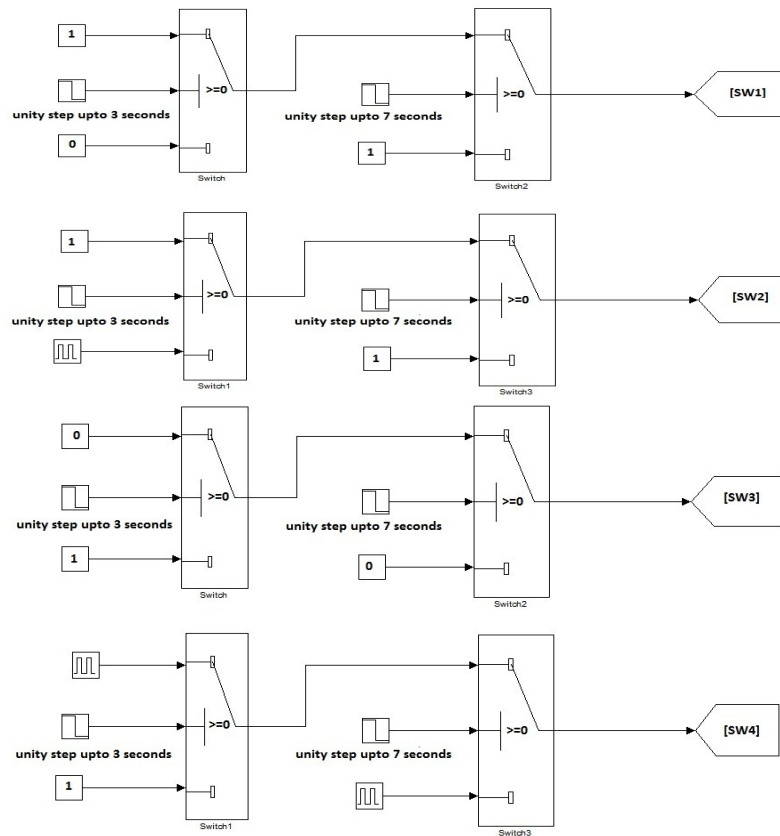 1
>=0
unity step upto 3 seconds
0
Switch
>=0
unity step upto 7 seconds
1
Switch2
[SW1]
1
>=0
unity step upto 3 seconds
Switch1
>=0
unity step upto 7 seconds
1
Switch3
[SW2]
0
>=0
unity step upto 3 seconds
1
Switch
>=0
unity step upto 7 seconds
0
Switch2
[SW3]
>=0
unity step upto 3 seconds
1
Switch1
>=0
unity step upto 7 seconds
Switch3
[SW4]